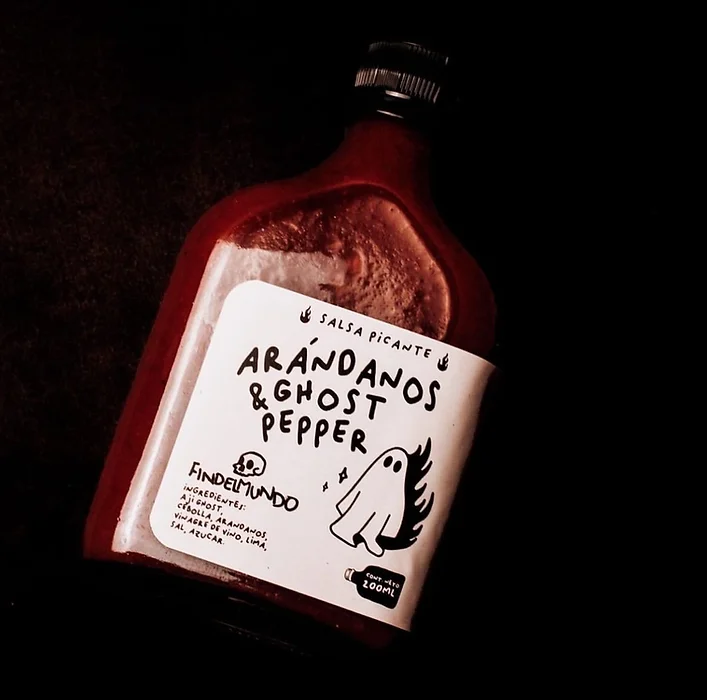 SALSA PiCANTE
ARÁNDANOS
& GHOST
PEPPER
FINDELMUNDO
iNGREDiENTES:
AJí GHOST,
CEBOLLA, ARÁNDANOS,
ViNAGRE DE ViNO, LiMA,
SAL, AZUCAR.
CONT NETO
200ML